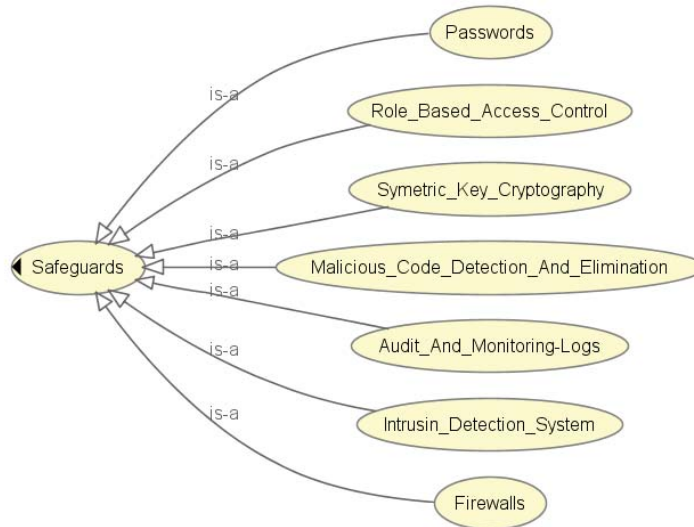 Passwords
is-a
Role_Based_Access_Control
is-a
Symetric_Key_Cryptography
is-a
Safeguards
is-a
Malicious_Code_Detection_And_Elimination
is-a
Audit_And_Monitoring-Logs
is-a
Intrusin_Detection_System
is-a
Firewalls